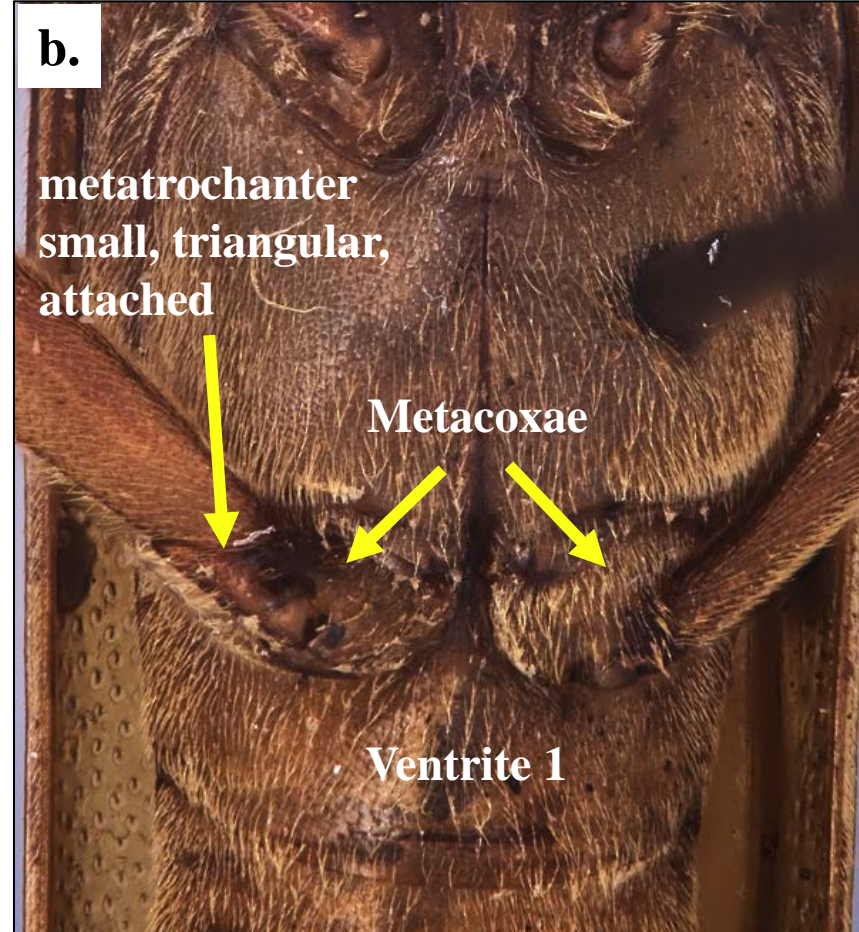 b.
metatrochanter
small, triangular,
attached
Metacoxae
Ventrite 1